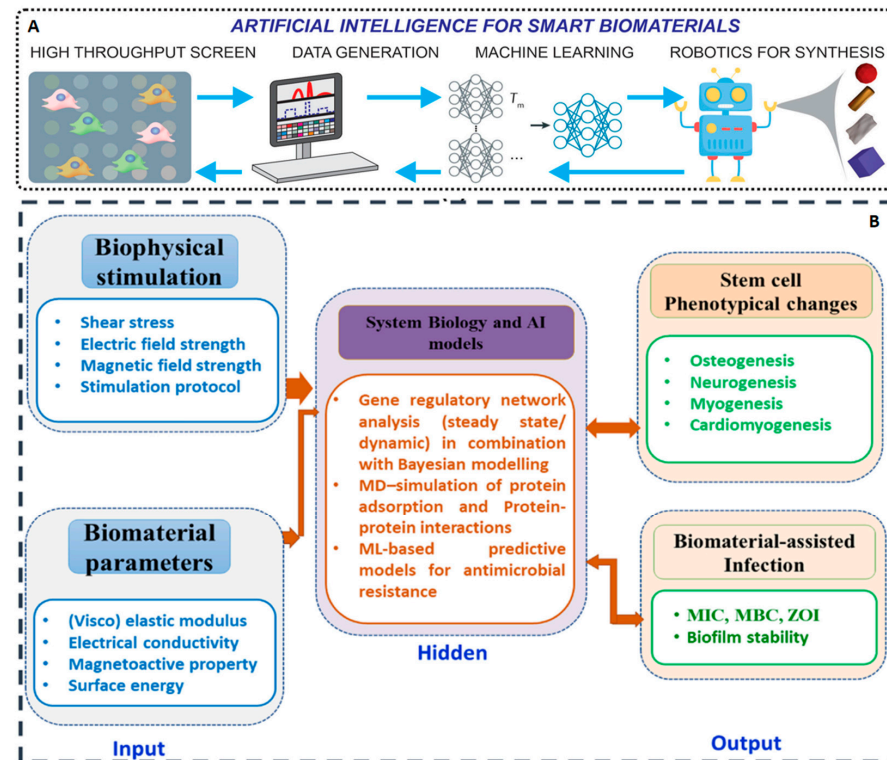 A
ARTIFICIAL INTELLIGENCE FOR SMART BIOMATERIALS
HIGH THROUGHPUT SCREEN
DATA GENERATION
MACHINE LEARNING
ROBOTICS FOR SYNTHESIS
Tm
...
B
Biophysical
stimulation
• Shear stress
• Electric field strength
• Magnetic field strength
• Stimulation protocol
Biomaterial
parameters
• (Visco) elastic modulus
• Electrical conductivity
• Magnetoactive property
• Surface energy
Input
System Biology and AI
models
• Gene regulatory network
analysis (steady state/
dynamic) in combination
with Bayesian modelling
• MD–simulation of protein
adsorption and Protein-
protein interactions
• ML-based predictive
models for antimicrobial
resistance
Hidden
Stem cell
Phenotypical changes
• Osteogenesis
• Neurogenesis
• Myogenesis
• Cardiomyogenesis
Biomaterial-assisted
Infection
• MIC, MBC, ZOI
• Biofilm stability
Output